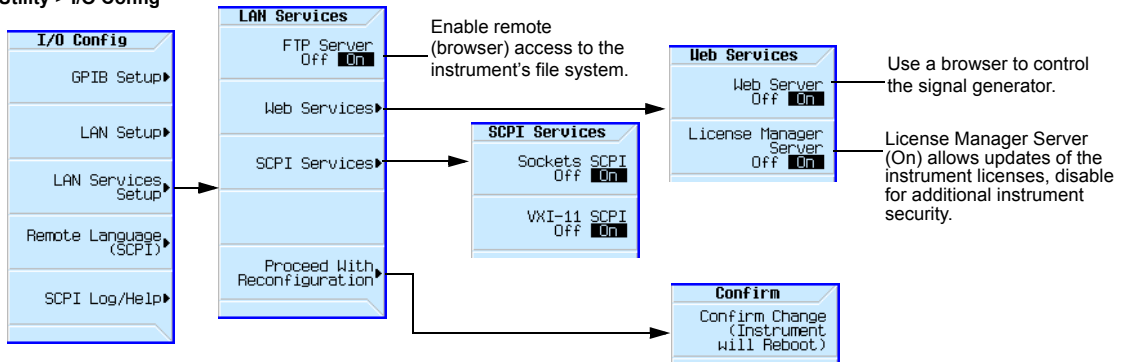 Utility > I/O Config
I/O Config
GPIB Setup
LAN Setup
LAN Services
Setup
Remote Language
(SCPI)
SCPI Log/Help
LAN Services
FTP Server
Off On
Web Services
SCPI Services
Proceed With
Reconfiguration
Enable remote
(browser) access to the
instrument's file system.
SCPI Services
Sockets SCPI
Off On
VXI-11 SCPI
Off On
Web Services
Web Server
Off On
License Manager
Server
Off On
Use a browser to control
the signal generator.
License Manager Server
(On) allows updates of the
instrument licenses, disable
for additional instrument
security.
Confirm
Confirm Change
(Instrument
will Reboot)